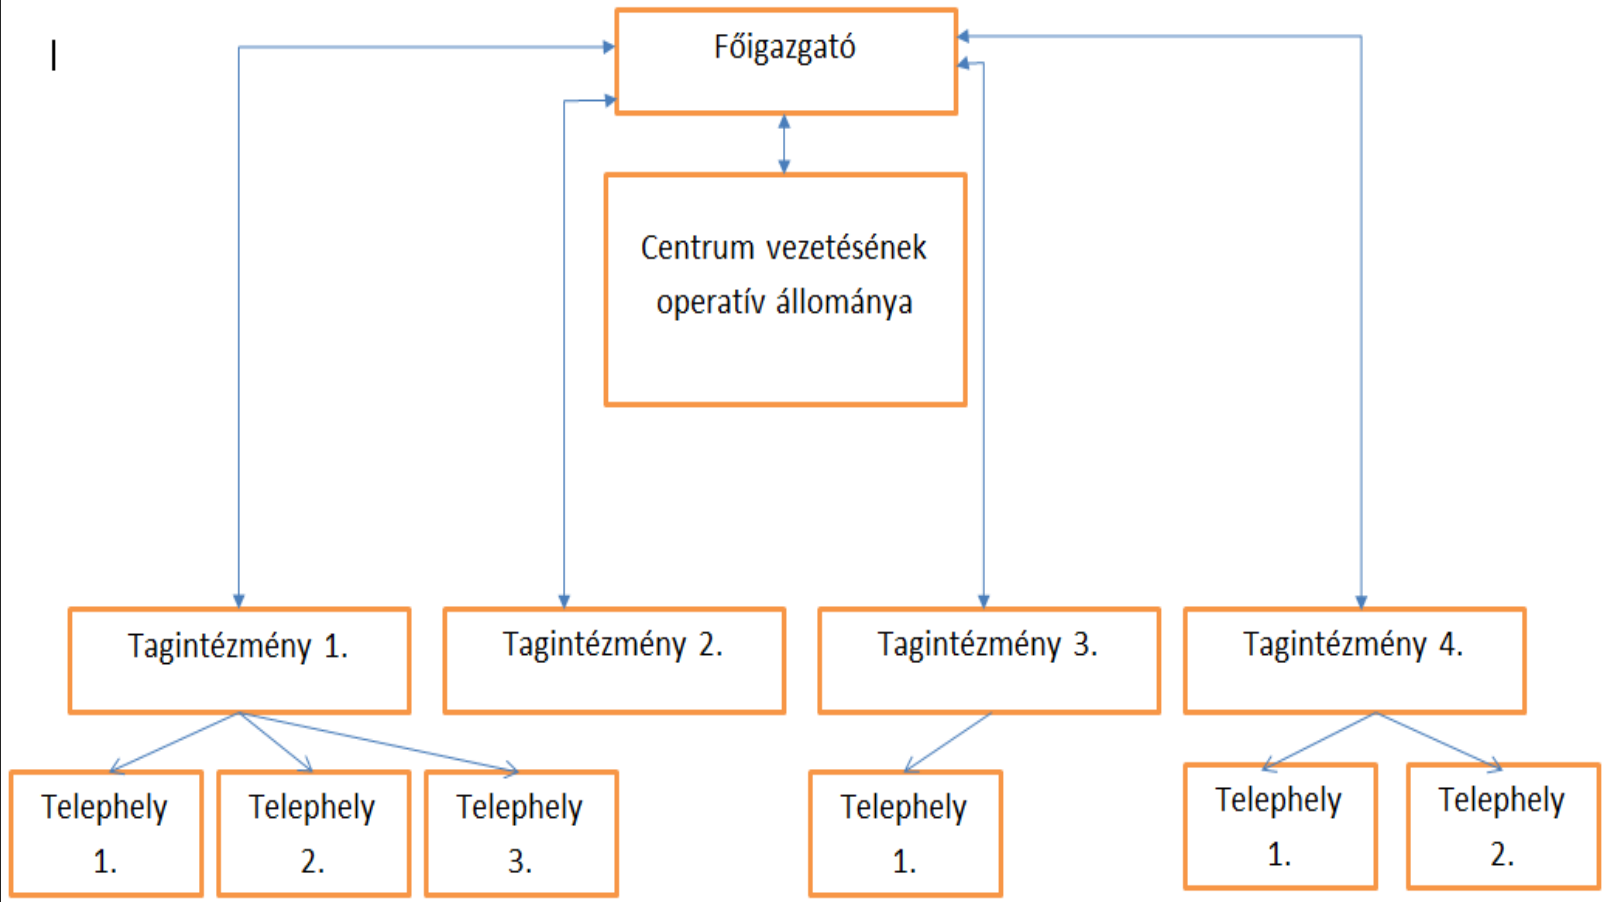 Főigazgató
Centrum vezetésének
operatív állománya
Tagintézmény 1.
Tagintézmény 2.
Tagintézmény 3.
Tagintézmény 4.
Telephely
1.
Telephely
2.
Telephely
3.
Telephely
1.
Telephely
1.
Telephely
2.